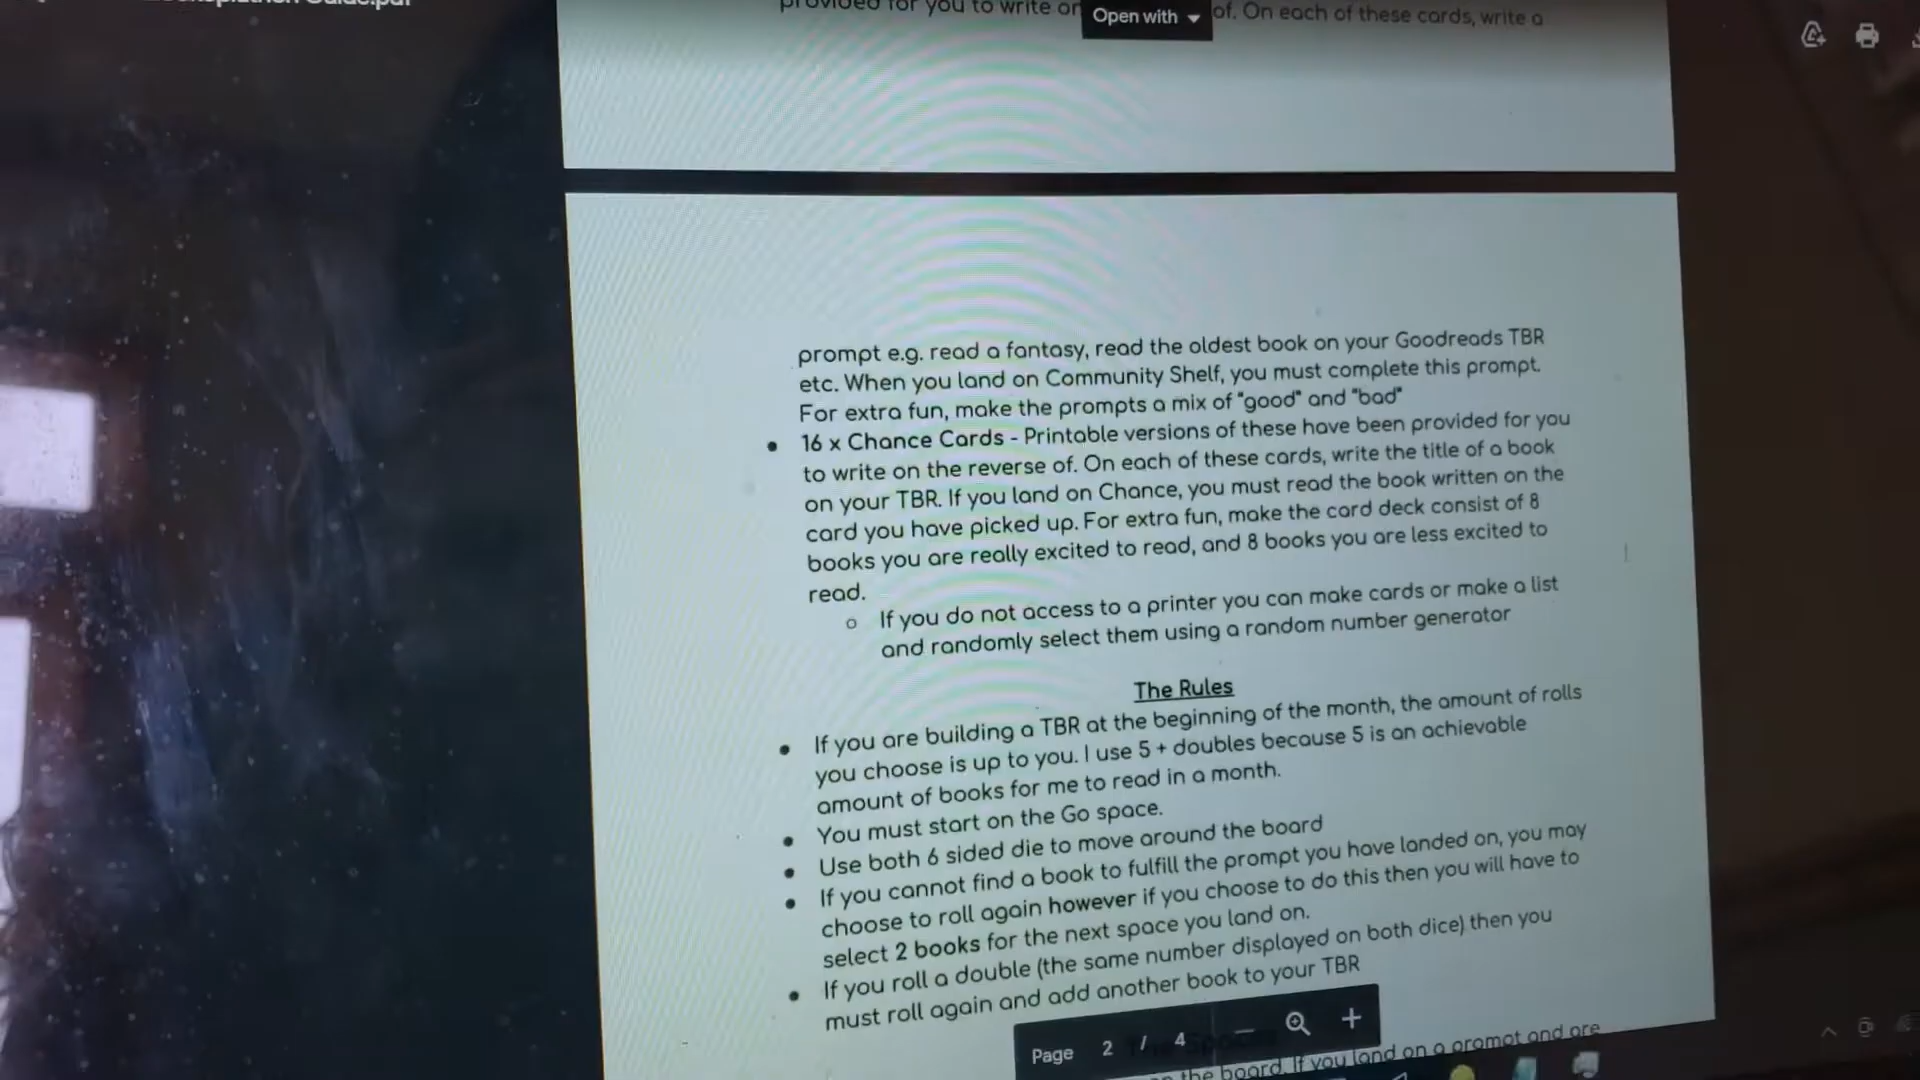 Guide.pdf
provided for you to write on
of. On each of these cards, write a
Open with
prompt e.g. read a fantasy, read the oldest book on your Goodreads TBR
etc. When you land on Community Shelf, you must complete this prompt.
For extra fun, make the prompts a mix of "good" and "bad"
● 16 x Chance Cards - Printable versions of these have been provided for you
to write on the reverse of. On each of these cards, write the title of a book
on your TBR. If you land on Chance, you must read the book written on the
card you have picked up. For extra fun, make the card deck consist of 8
books you are really excited to read, and 8 books you are less excited to
read.
o If you do not access to a printer you can make cards or make a list
and randomly select them using a random number generator
The Rules
● If you are building a TBR at the beginning of the month, the amount of rolls
you choose is up to you. I use 5 + doubles because 5 is an achievable
amount of books for me to read in a month.
● You must start on the Go space.
● Use both 6 sided die to move around the board
● If you cannot find a book to fulfill the prompt you have landed on, you may
choose to roll again however if you choose to do this then you will have to
select 2 books for the next space you land on.
● If you roll a double (the same number displayed on both dice) then you
must roll again and add another book to your TBR
Page 2 / 4
the board. If you land on a prompt and are